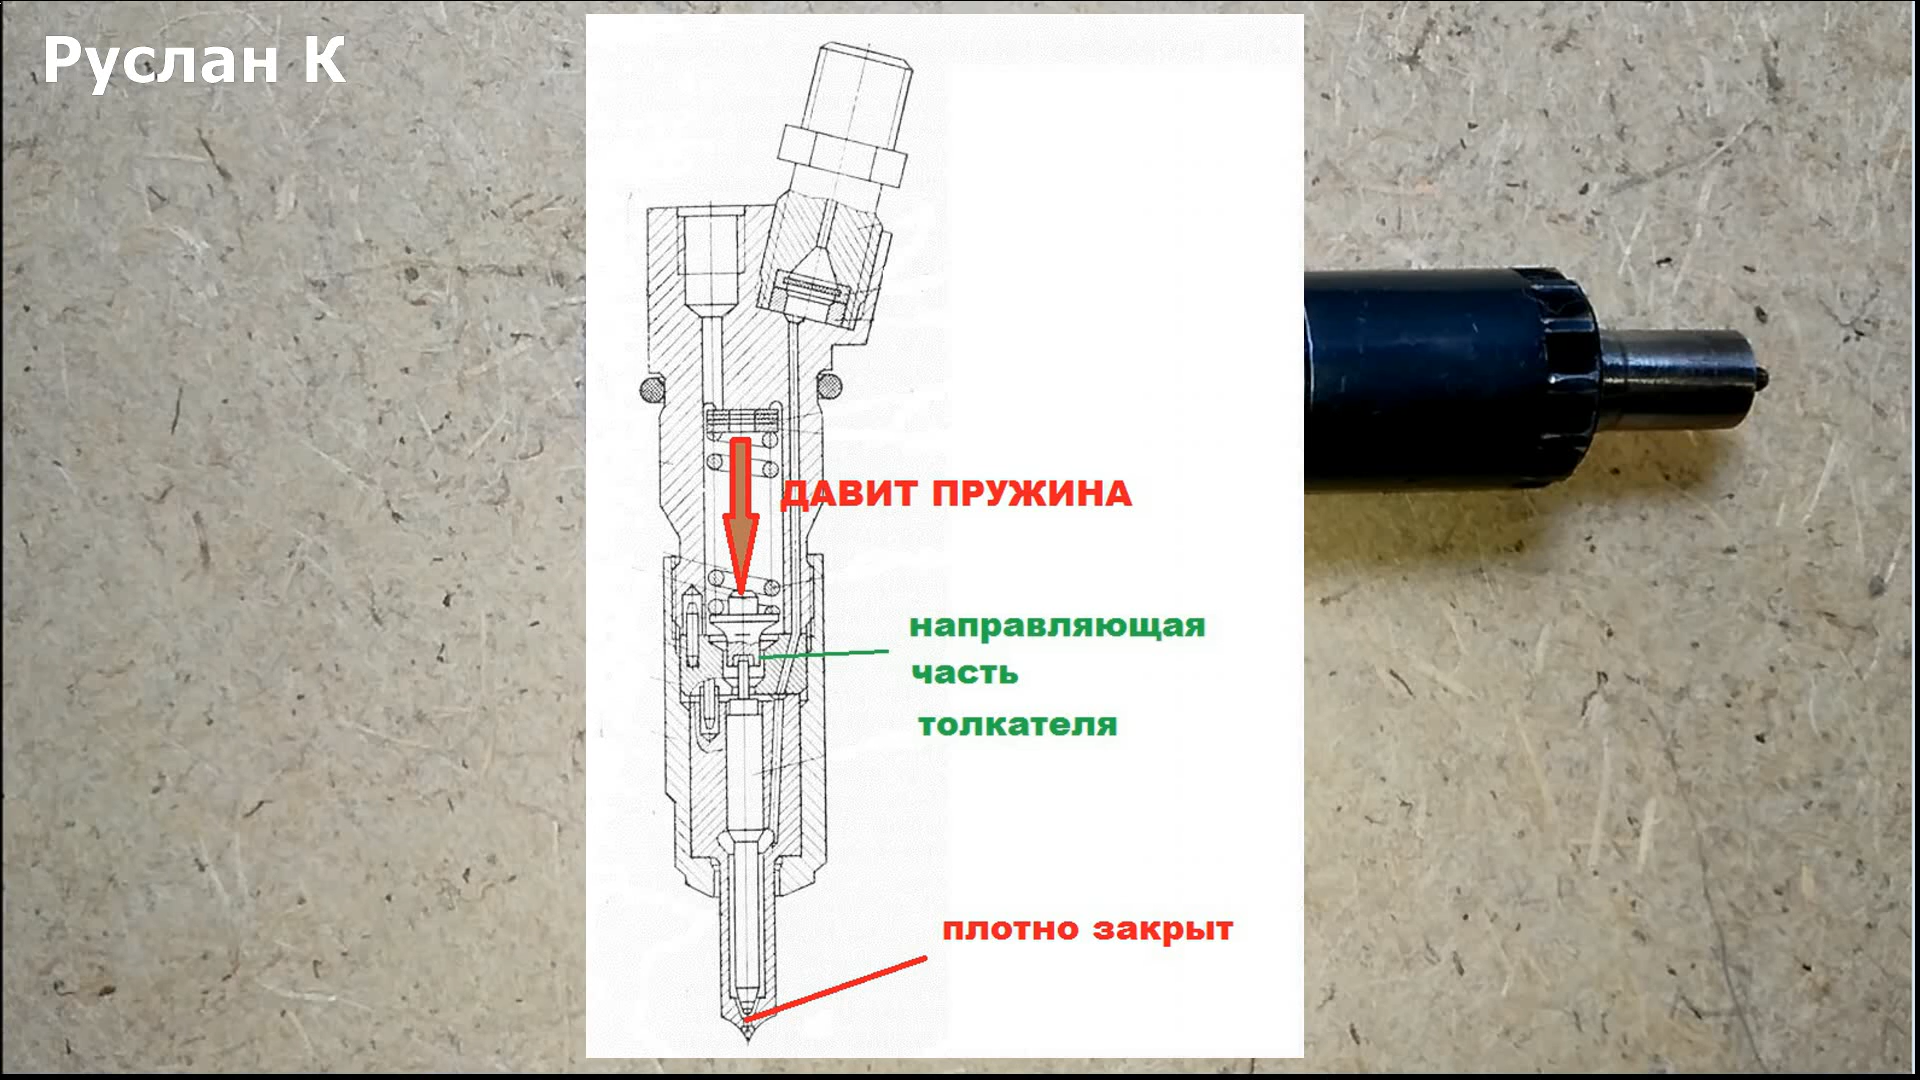 Руслан К
ДАВИТ ПРУЖИНА
направляющая
часть
толкателя
плотно закрыт